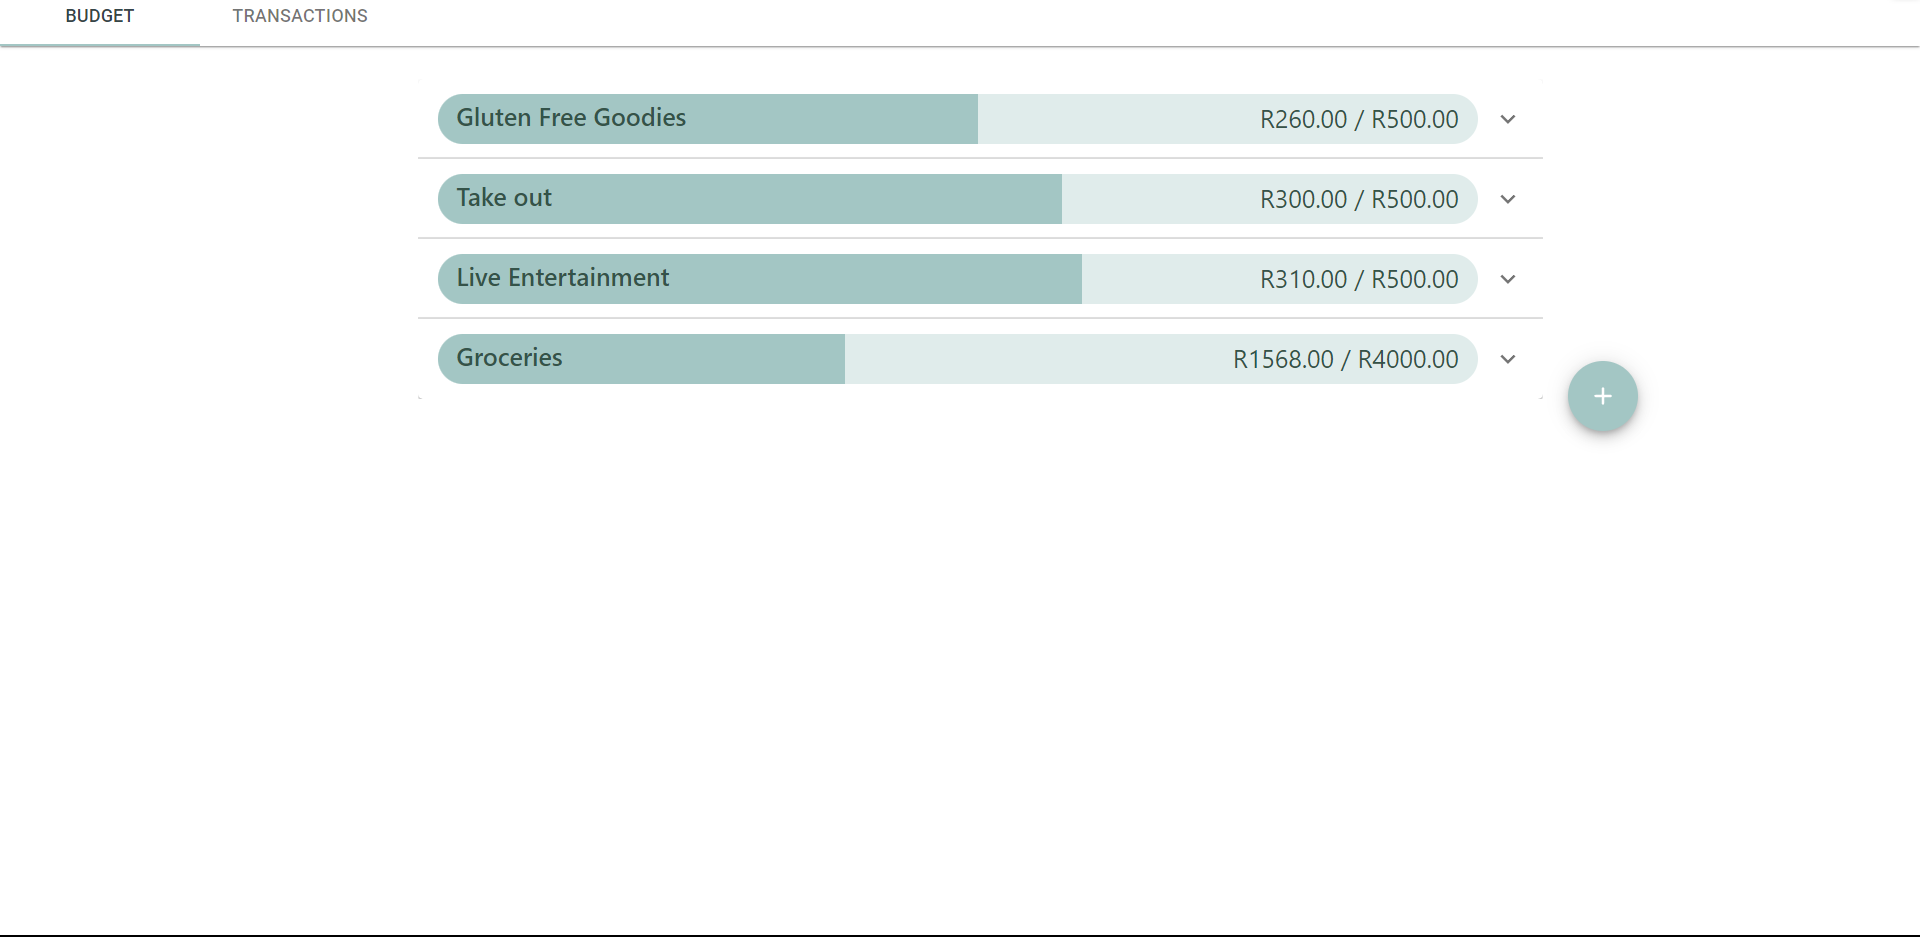 BUDGET TRANSACTIONS
Gluten Free Goodies R260.00 / R500.00
Take out R300.00 / R500.00
Live Entertainment R310.00 / R500.00
Groceries R1568.00 / R4000.00
+